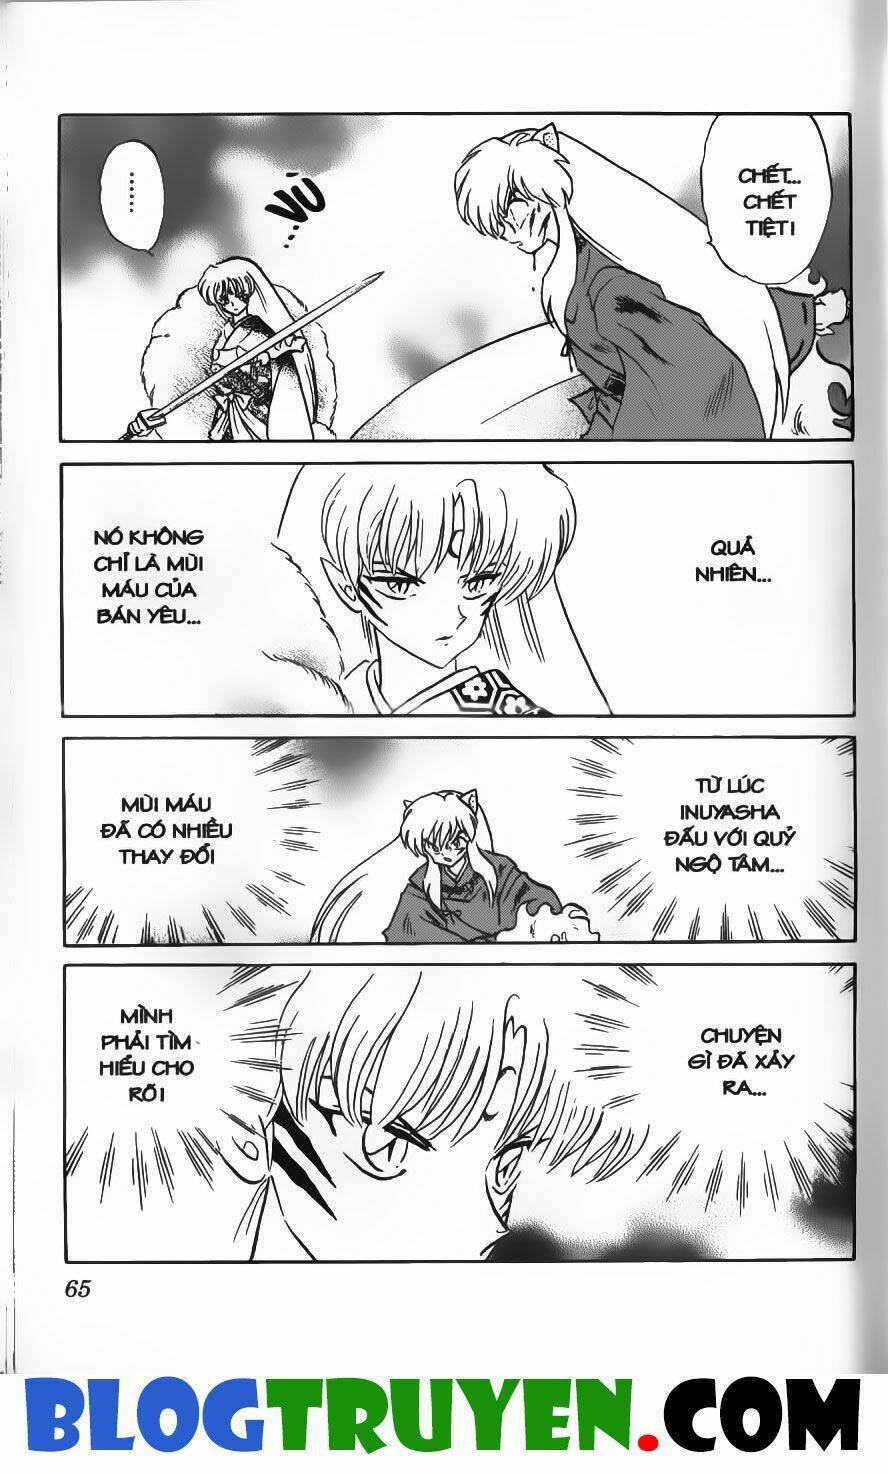 CHẾT...
CHẾT
TIỆT!
...VÙ
.......
QUẢ
NHIÊN...
NÓ KHÔNG
CHỈ LÀ MÙI
MÁU CỦA
BÁN YÊU...
TỪ LÚC
INUYASHA
ĐẤU VỚI QUỶ
NGỘ TÂM...
MÙI MÁU
ĐÃ CÓ NHIỀU
THAY ĐỔI
CHUYỆN
GÌ ĐÃ XẢY
RA...
MÌNH
PHẢI TÌM
HIỂU CHO
RÕ!
65
BLOGTRUYEN.COM